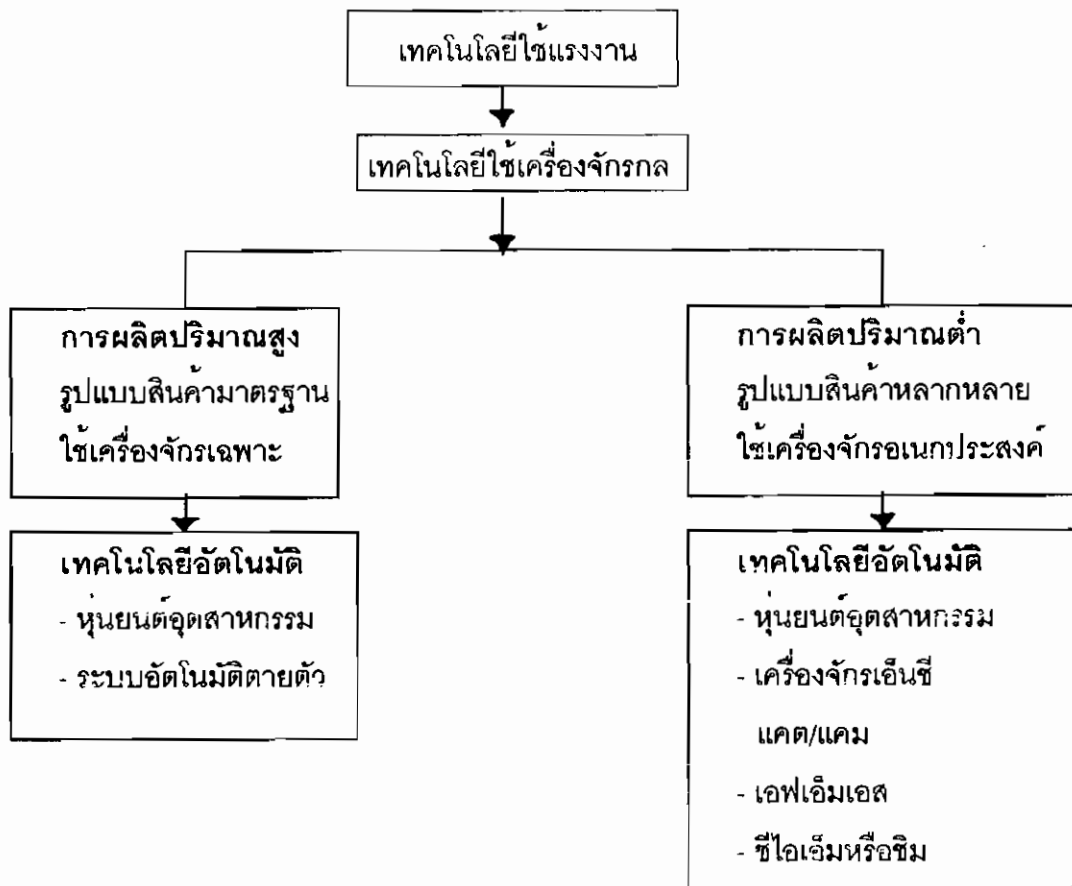 เทคโนโลยีใช้แรงงาน
เทคโนโลยีใช้เครื่องจักรกล
การผลิตปริมาณสูง
รูปแบบสินค้ามาตรฐาน
ใช้เครื่องจักรเฉพาะ
เทคโนโลยีอัตโนมัติ
- หุ่นยนต์อุตสาหกรรม
- ระบบอัตโนมัติตายตัว
การผลิตปริมาณต่ำ
รูปแบบสินค้าหลากหลาย
ใช้เครื่องจักรอเนกประสงค์
เทคโนโลยีอัตโนมัติ
- หุ่นยนต์อุตสาหกรรม
- เครื่องจักรเอ็นซี
แคด/แคม
- เอฟเอ็มเอส
- ซีไอเอ็มหรือซิม